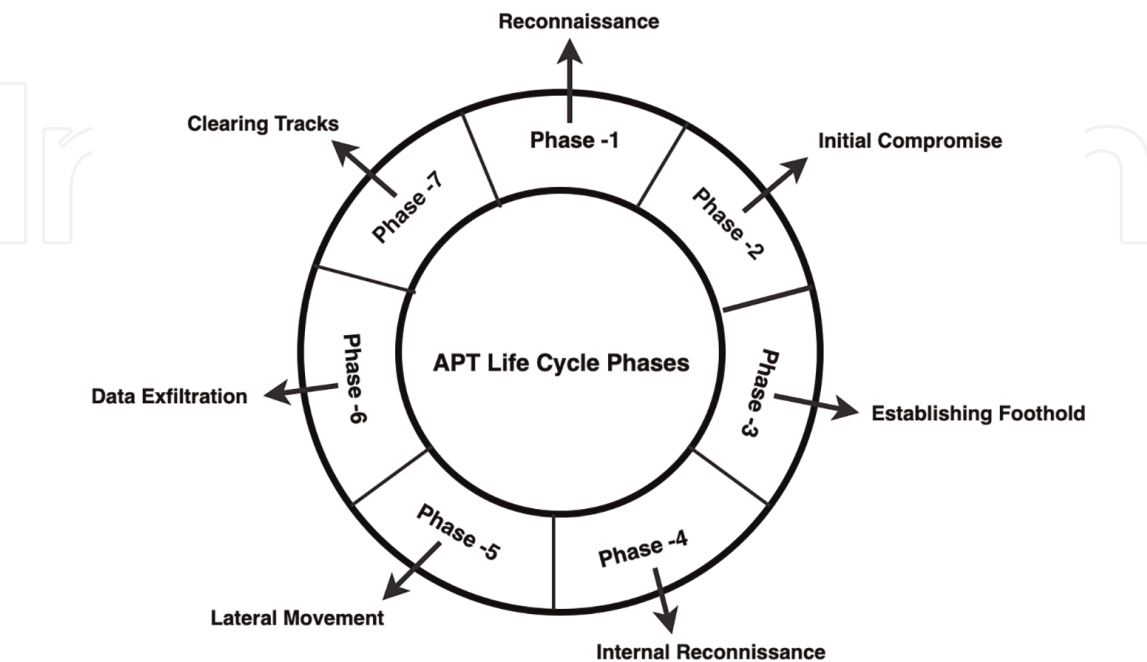 Reconnaissance
Phase -1
Initial Compromise
Phase -2
Phase -3
Establishing Foothold
Phase -4
Internal Reconnissance
Phase -5
Lateral Movement
Phase -6
Data Exfiltration
Phase -7
Clearing Tracks
APT Life Cycle Phases